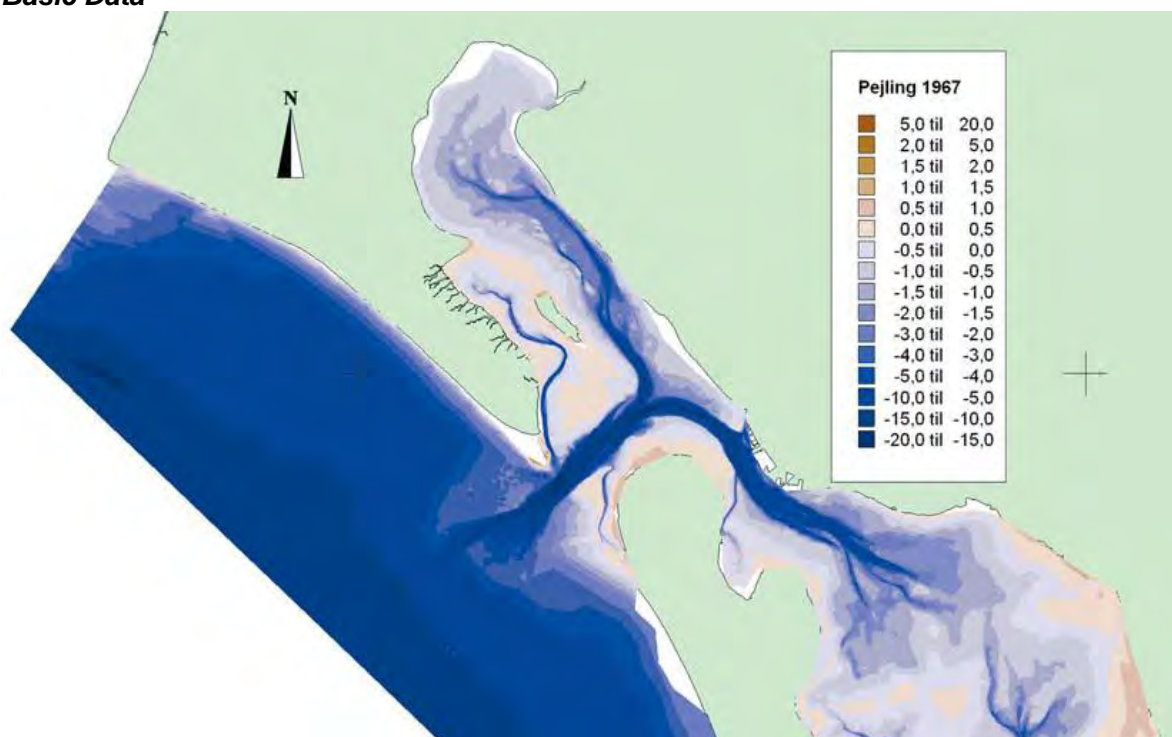 Basic Data
N
Pejling 1967
5,0 til 20,0
2,0 til 5,0
1,5 til 2,0
1,0 til 1,5
0,5 til 1,0
0,0 til 0,5
-0,5 til 0,0
-1,0 til -0,5
-1,5 til -1,0
-2,0 til -1,5
-3,0 til -2,0
-4,0 til -3,0
-5,0 til -4,0
-10,0 til -5,0
-15,0 til -10,0
-20,0 til -15,0